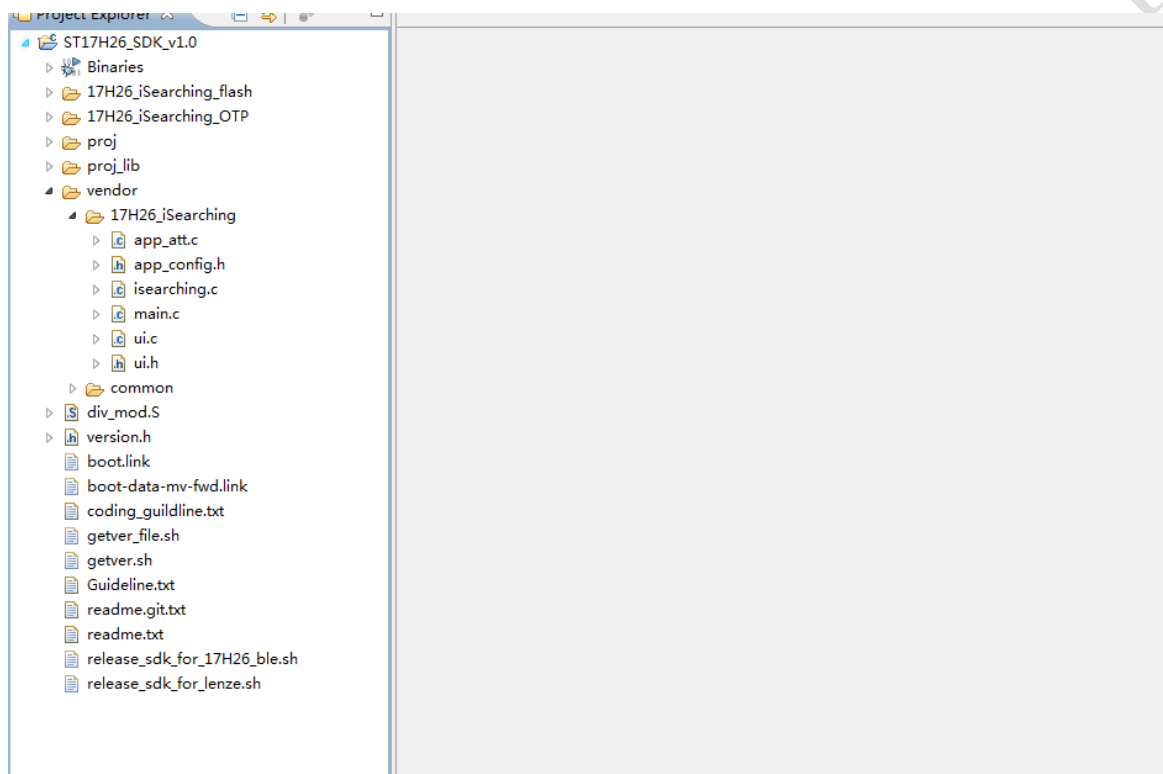 Project Explorer
ST17H26_SDK_v1.0
Binaries
17H26_iSearching_flash
17H26_iSearching_OTP
proj
proj_lib
vendor
17H26_iSearching
app_att.c
app_config.h
isearching.c
main.c
ui.c
ui.h
common
div_mod.S
version.h
boot.link
boot-data-mv-fwd.link
coding_guildline.txt
getver_file.sh
getver.sh
Guideline.txt
readme.git.txt
readme.txt
release_sdk_for_17H26_ble.sh
release_sdk_for_lenze.sh